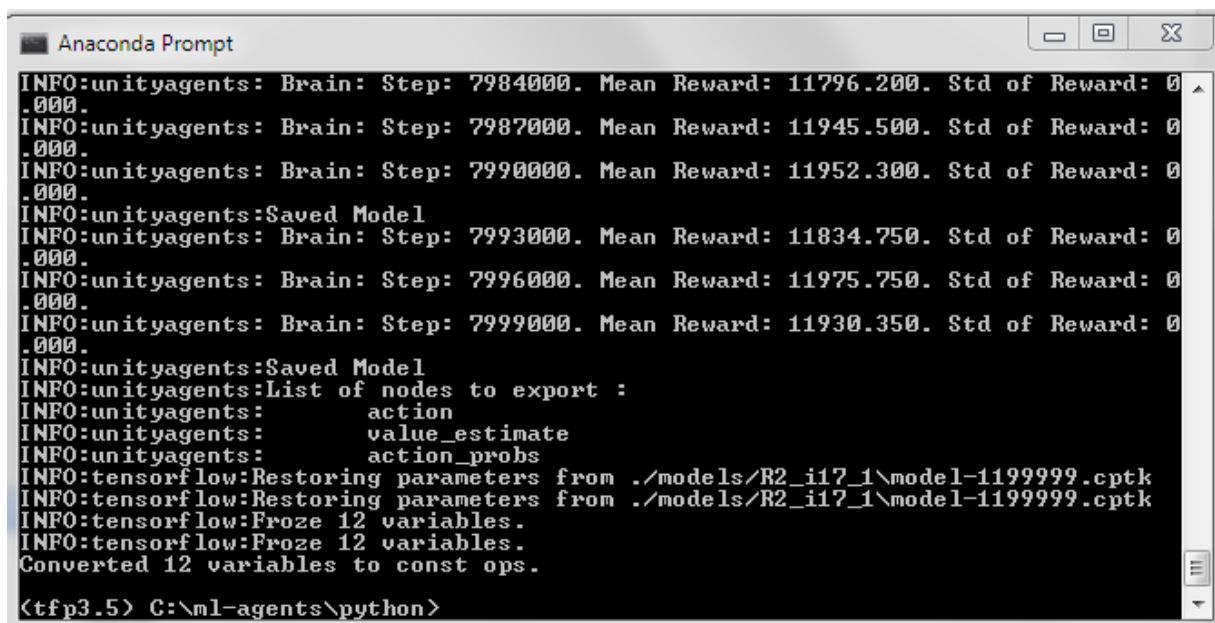 Anaconda Prompt
INFO:unityagents: Brain: Step: 7984000. Mean Reward: 11796.200. Std of Reward: 0
.000.
INFO:unityagents: Brain: Step: 7987000. Mean Reward: 11945.500. Std of Reward: 0
.000.
INFO:unityagents: Brain: Step: 7990000. Mean Reward: 11952.300. Std of Reward: 0
.000.
INFO:unityagents:Saved Model
INFO:unityagents: Brain: Step: 7993000. Mean Reward: 11834.750. Std of Reward: 0
.000.
INFO:unityagents: Brain: Step: 7996000. Mean Reward: 11975.750. Std of Reward: 0
.000.
INFO:unityagents: Brain: Step: 7999000. Mean Reward: 11930.350. Std of Reward: 0
.000.
INFO:unityagents:Saved Model
INFO:unityagents:List of nodes to export :
INFO:unityagents:        action
INFO:unityagents:        value_estimate
INFO:unityagents:        action_probs
INFO:tensorflow:Restoring parameters from ./models/R2_i17_1\model-1199999.cptk
INFO:tensorflow:Restoring parameters from ./models/R2_i17_1\model-1199999.cptk
INFO:tensorflow:Froze 12 variables.
INFO:tensorflow:Froze 12 variables.
Converted 12 variables to const ops.
(tfp3.5) C:\ml-agents\python>